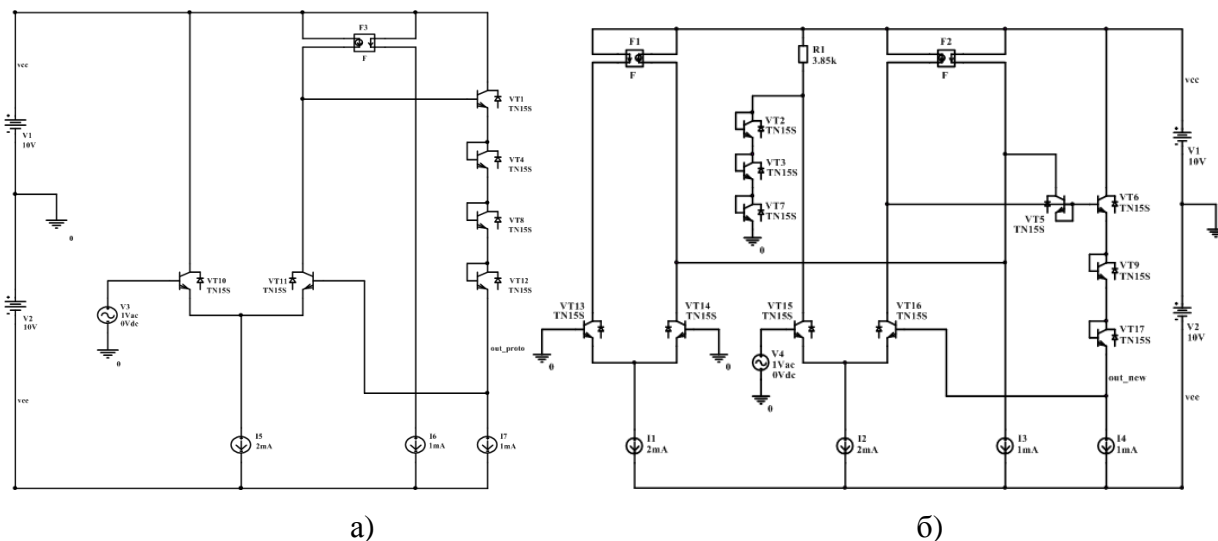 F3
F
vcc
VT1
TN15S
V1
10V
0
VT4
TN15S
VT8
TN15S
VT10
TN15S
VT11
TN15S
VT12
TN15S
V3
1Vac
0Vdc
0
V2
10V
out_proto
vee
I5
2mA
I6
1mA
I7
1mA
а)
F1
F
R1
3.85k
F2
F
vcc
VT2
TN15S
VT3
TN15S
VT7
TN15S
0
V1
10V
VT5
TN15S
VT6
TN15S
0
VT9
TN15S
VT13
TN15S
VT14
TN15S
VT15
TN15S
VT16
TN15S
VT17
TN15S
V2
10V
0
0
V4
1Vac
0Vdc
0
out_new
vee
I1
2mA
I2
2mA
I3
1mA
I4
1mA
б)